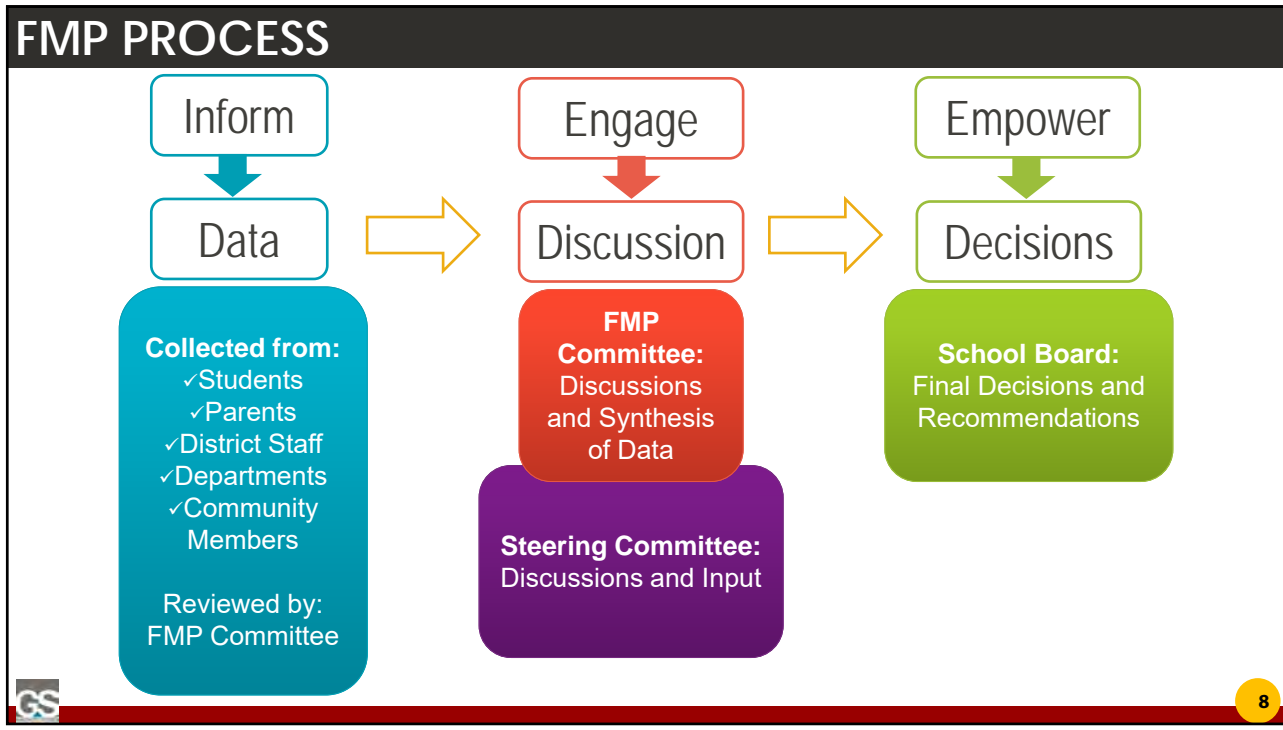 FMP PROCESS
Inform
Data
Collected from:
✓Students
✓Parents
✓District Staff
✓Departments
✓Community
Members
Reviewed by:
FMP Committee
Engage
Discussion
FMP
Committee:
Discussions
and Synthesis
of Data
Steering Committee:
Discussions and Input
Empower
Decisions
School Board:
Final Decisions and
Recommendations
GS
8